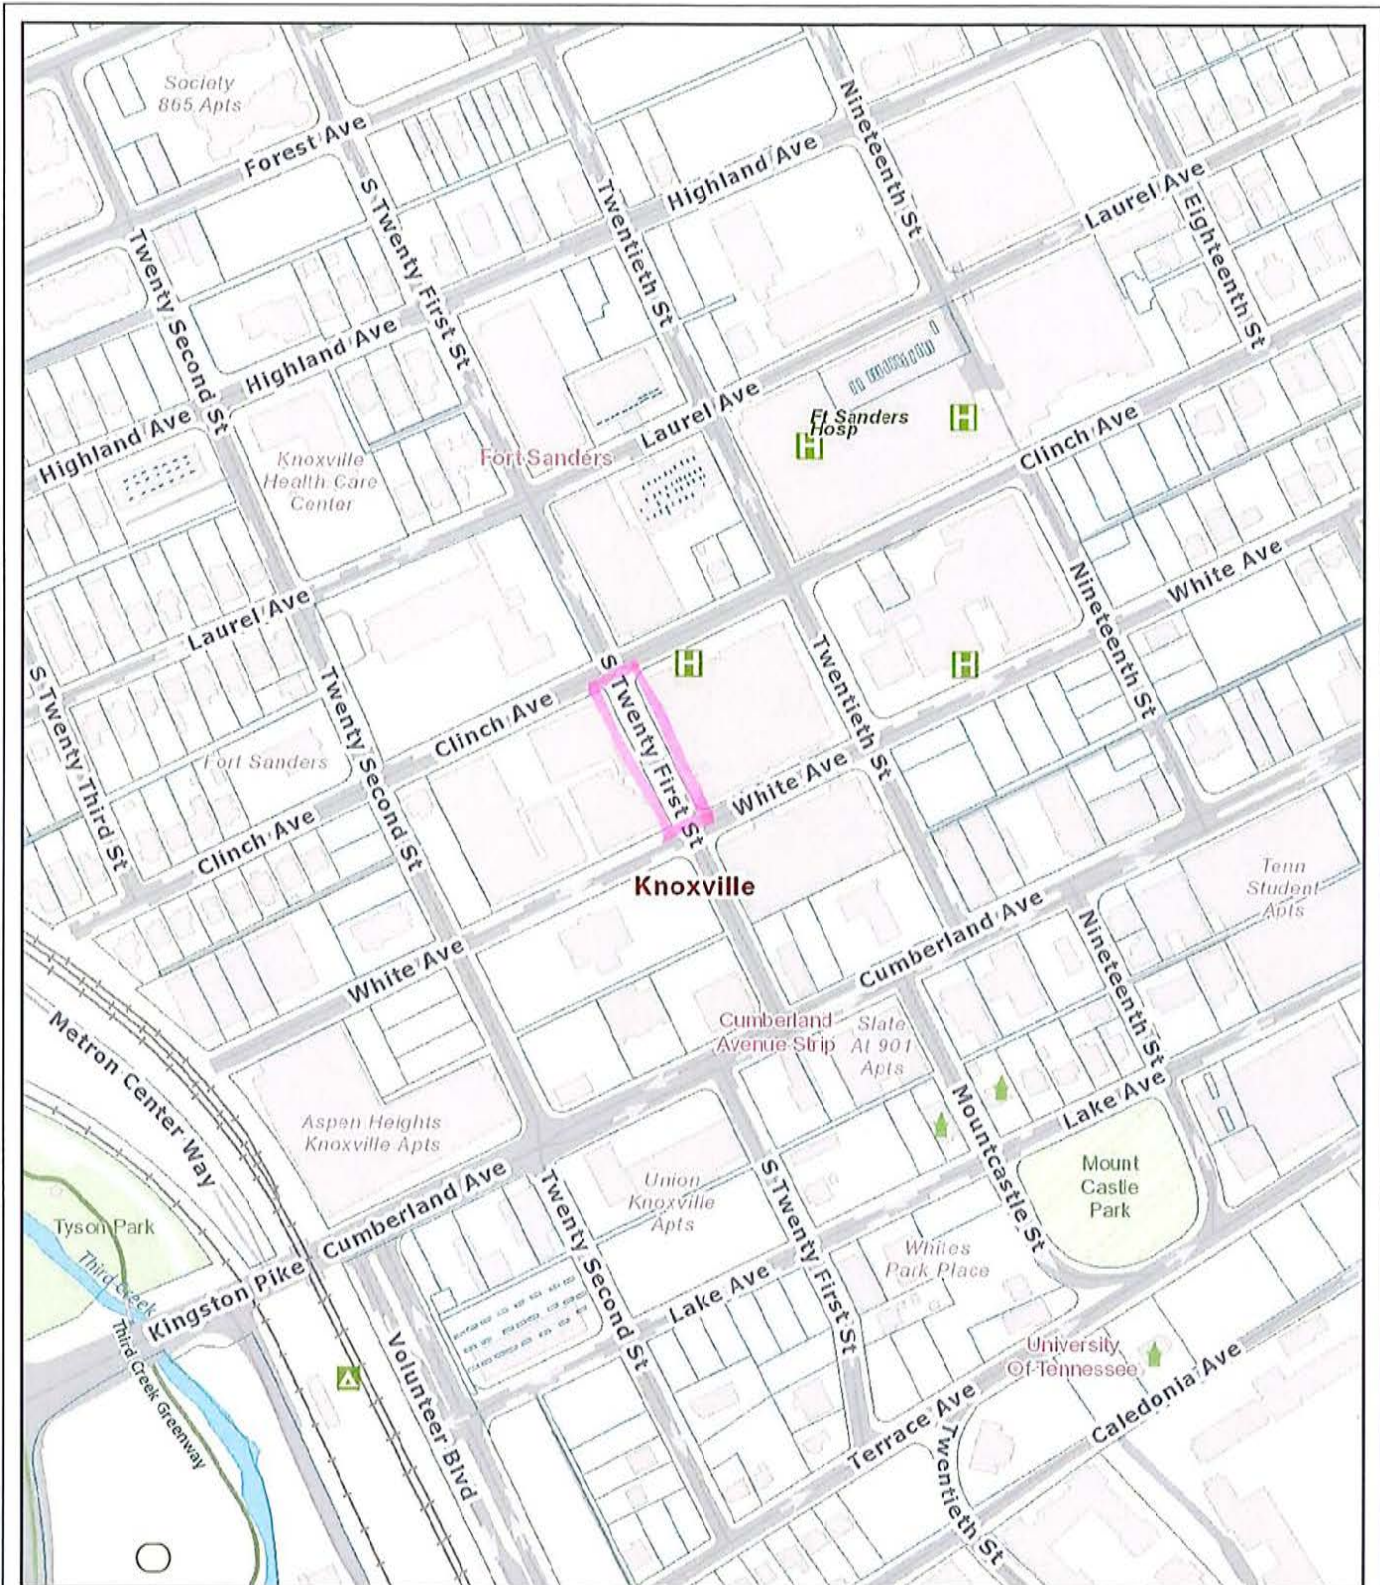 Society
865 Apts
Forest Ave
Nineteenth St
Highland Ave
Laurel Ave
S Twenty First St
Twentieth St
Eighteenth St
Twenty Second St
Highland Ave
Highland Ave
Laurel Ave
Ft Sanders
Hosp
H
H
Clinch Ave
Knoxville
Health Care
Center
Fort Sanders
White Ave
Nineteenth St
Laurel Ave
S Twenty Third St
Twenty Second St
Clinch Ave
S Twenty First St
H
Twentieth St
H
Fort Sanders
White Ave
Clinch Ave
Knoxville
Tenn
Student
Apts
Cumberland Ave
Nineteenth St
White Ave
Cumberland
Avenue Strip
Slate
At 901
Apts
Metron Center Way
Mountcastle St
Lake Ave
Aspen Heights
Knoxville Apts
Mount
Castle
Park
Union
Knoxville
Apts
S Twenty First St
Cumberland Ave
Twenty Second St
Tyson Park
Third Creek
Kingston Pike
Whites
Park Place
Lake Ave
Third Creek Greenway
Volunteer Blvd
University
Of Tennessee
Caledonia Ave
Terrace Ave
Twentieth St